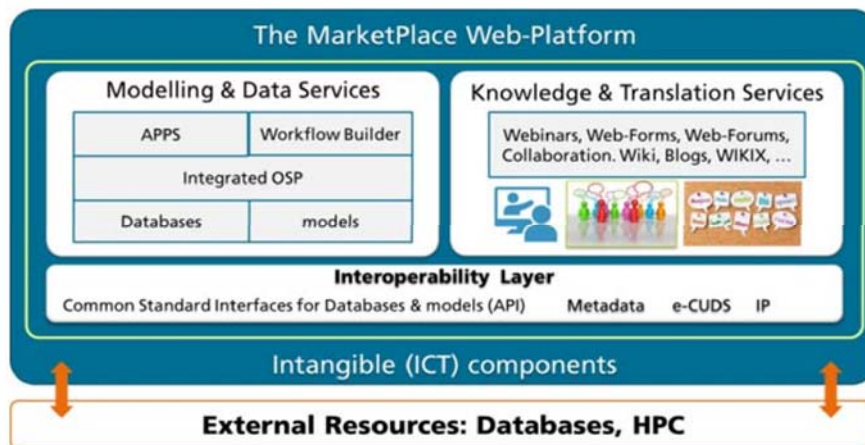 The MarketPlace Web-Platform
Modelling & Data Services
APPS
Workflow Builder
Integrated OSP
Databases
models
Knowledge & Translation Services
Webinars, Web-Forms, Web-Forums,
Collaboration. Wiki, Blogs, WIKIX, ...
Interoperability Layer
Common Standard Interfaces for Databases & models (API)
Metadata
e-CUDS
IP
Intangible (ICT) components
External Resources: Databases, HPC